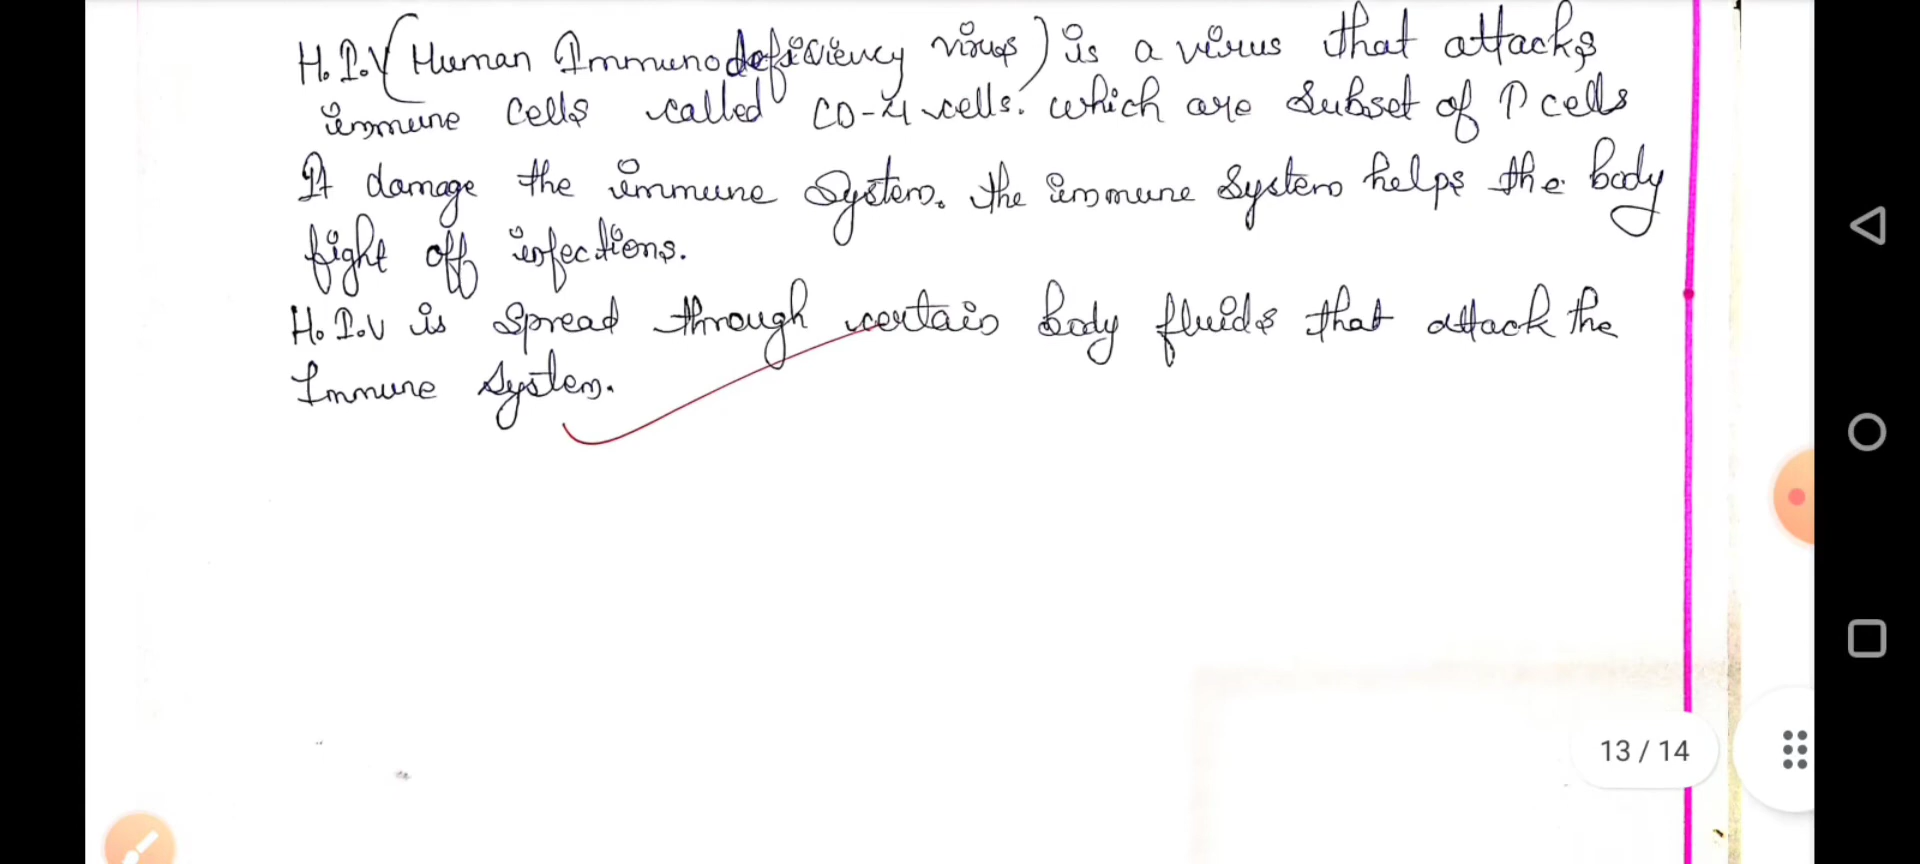 H.I.V (Human Immunodeficiency virus) is a virus that attacks
immune cells called CD-4 cells. which are subset of T cells
It damage the immune system. the immune system helps the body
fight off infections.
H.I.V is spread through certain body fluids that attack the
Immune system.
13 / 14